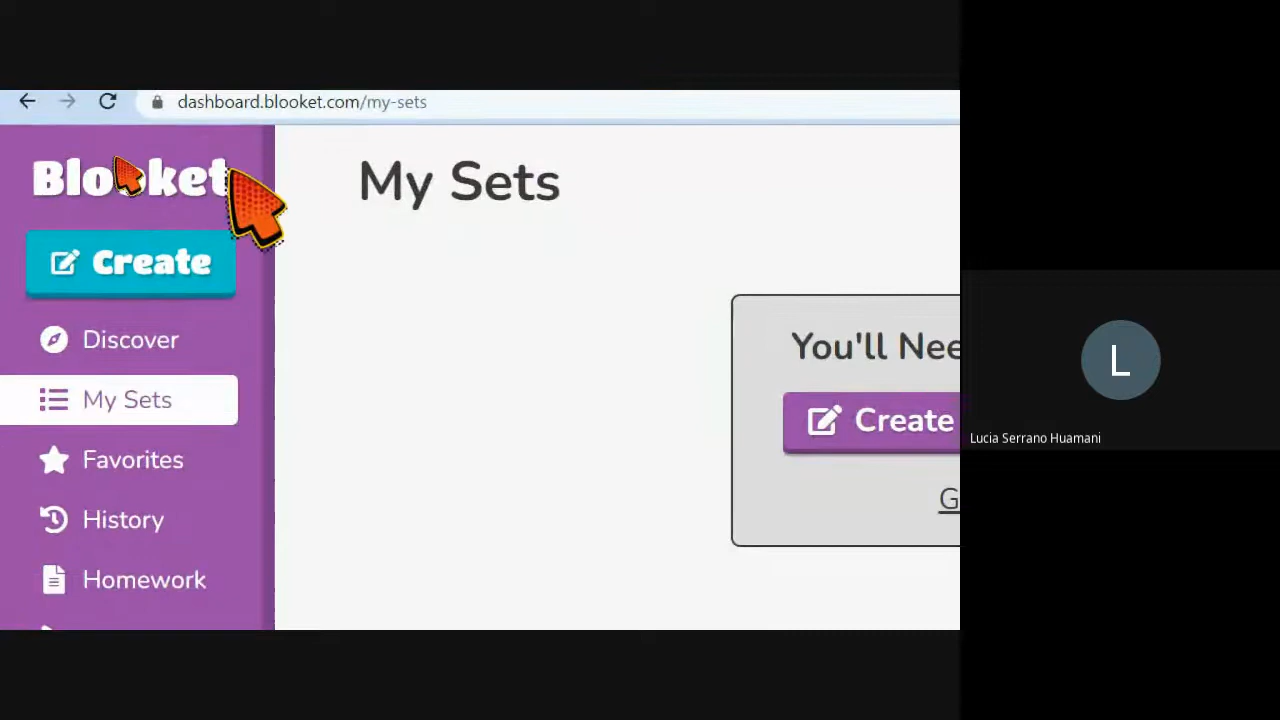 dashboard.blooket.com/my-sets
Blooket
My Sets
Create
Discover
My Sets
Favorites
History
Homework
You'll
Create
L
Lucia Serrano Huamani